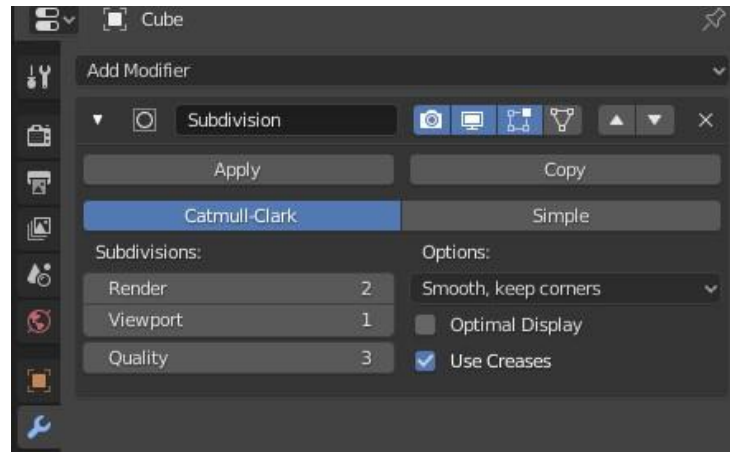 Cube
Add Modifier
Subdivision
Apply Copy
Catmull-Clark Simple
Subdivisions: Options:
Render 2 Smooth, keep corners
Viewport 1 Optimal Display
Quality 3 Use Creases